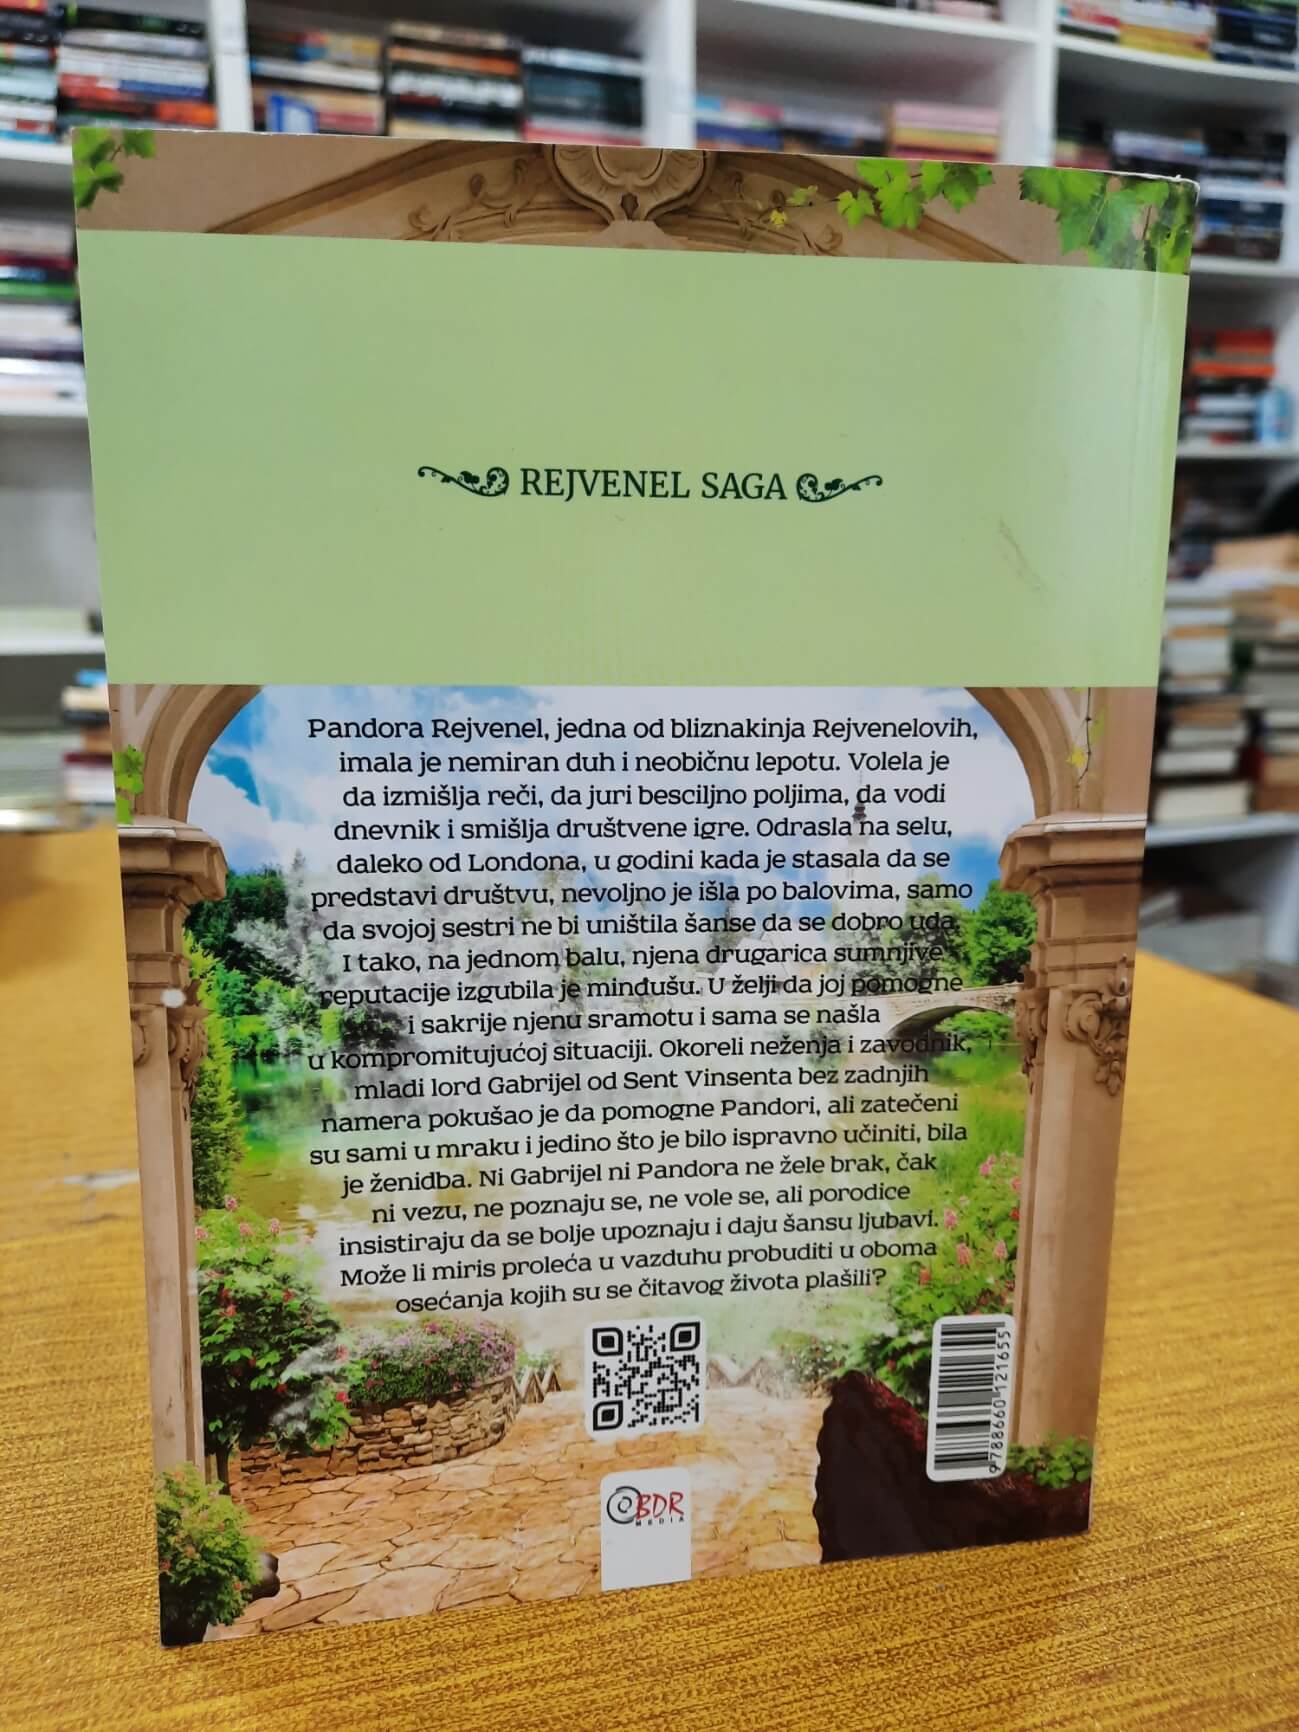 REJVENEL SAGA
Pandora Rejvenel, jedna od bliznakinja Rejvenelovih,
imala je nemiran duh i neobičnu lepotu. Volela je
da izmišlja reči, da juri besciljno poljima, da vodi
dnevnik i smišlja društvene igre. Odrasla na selu,
daleko od Londona, u godini kada je stasala da se
predstavi društvu, nevoljno je išla po balovima, samo
da svojoj sestri ne bi uništila šanse da se dobro uda.
I tako, na jednom balu, njena drugarica sumnjive
reputacije izgubila je minđušu. U želji da joj pomogne
i sakrije njenu sramotu i sama se našla
u kompromitujućoj situaciji. Okoreli neženja i zavodnik,
mladi lord Gabrijel od Sent Vinsenta bez zadnjih
namera pokušao je da pomogne Pandori, ali zatečeni
su sami u mraku i jedino što je bilo ispravno učiniti, bila
je ženidba. Ni Gabrijel ni Pandora ne žele brak, čak
ni vezu, ne poznaju se, ne vole se, ali porodice
insistiraju da se bolje upoznaju i daju šansu ljubavi.
Može li miris proleća u vazduhu probuditi u oboma
osećanja kojih su se čitavog života plašili?
9788660121655
BDR
MEDIA